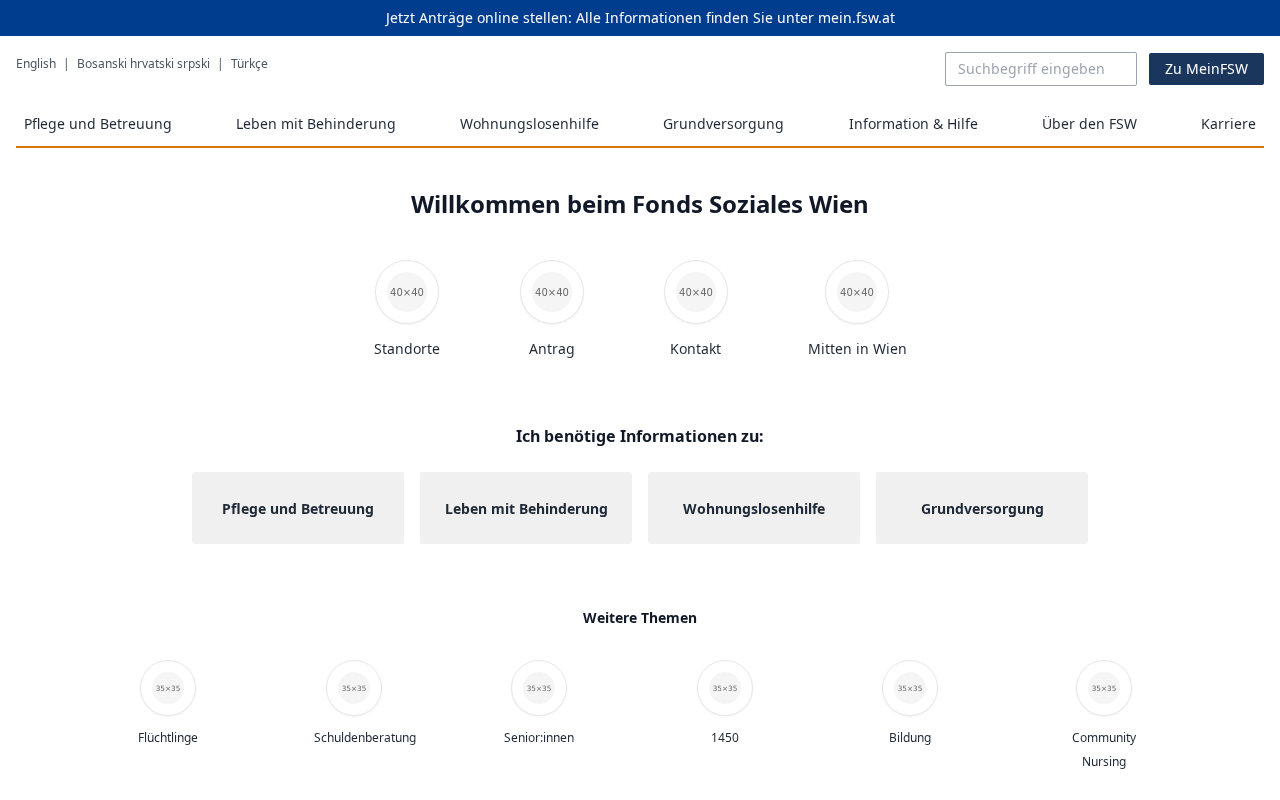 Jetzt Anträge online stellen: Alle Informationen finden Sie unter mein.fsw.at
English | Bosanski hrvatski srpski | Türkçe
Suchbegriff eingeben
Zu MeinFSW
Pflege und Betreuung
Leben mit Behinderung
Wohnungslosenhilfe
Grundversorgung
Information & Hilfe
Über den FSW
Karriere
Willkommen beim Fonds Soziales Wien
40×40
40×40
40×40
40×40
Standorte
Antrag
Kontakt
Mitten in Wien
Ich benötige Informationen zu:
Pflege und Betreuung
Leben mit Behinderung
Wohnungslosenhilfe
Grundversorgung
Weitere Themen
35×35
35×35
35×35
35×35
35×35
35×35
Flüchtlinge
Schuldenberatung
Senior:innen
1450
Bildung
Community
Nursing